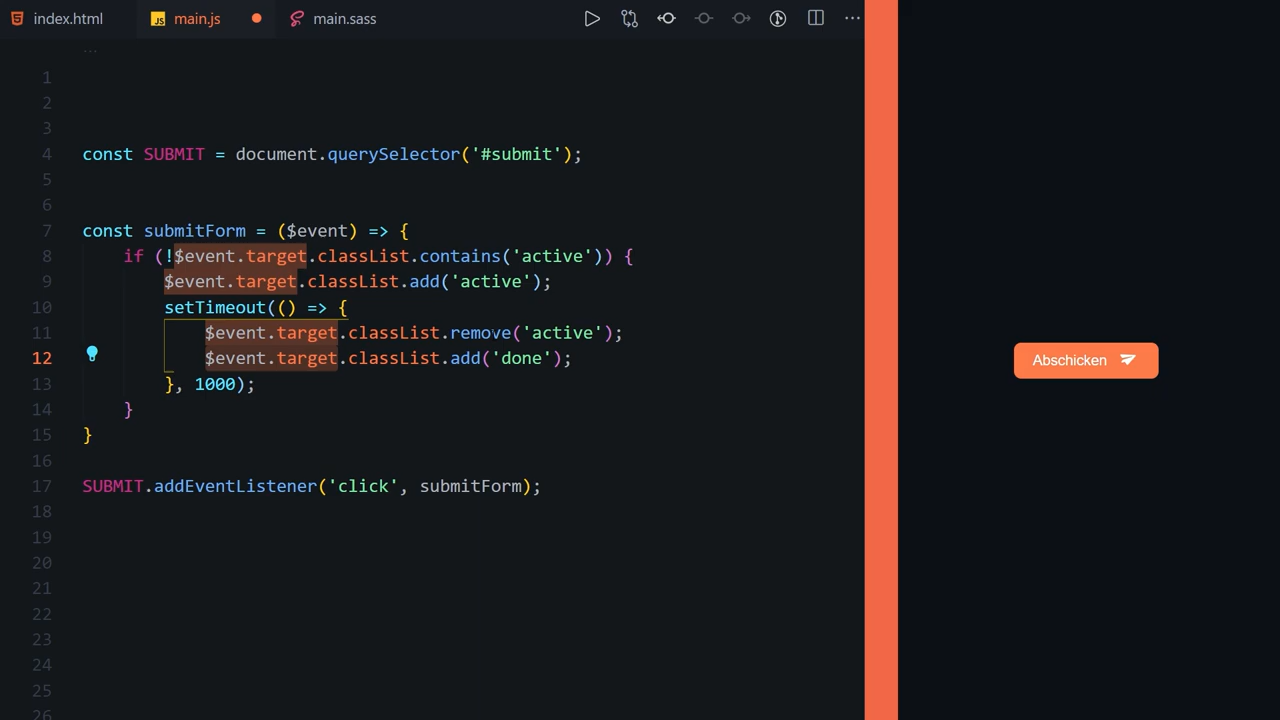 index.html
JS main.js
main.sass
...
1
2
3
4 const SUBMIT = document.querySelector('#submit');
5
6
7 const submitForm = ($event) => {
8 if (!$event.target.classList.contains('active')) {
9 $event.target.classList.add('active');
10 setTimeout(() => {
11 $event.target.classList.remove('active');
12 $event.target.classList.add('done');
13 }, 1000);
14 }
15 }
16
17 SUBMIT.addEventListener('click', submitForm);
18
19
20
21
22
23
24
25
26
Abschicken